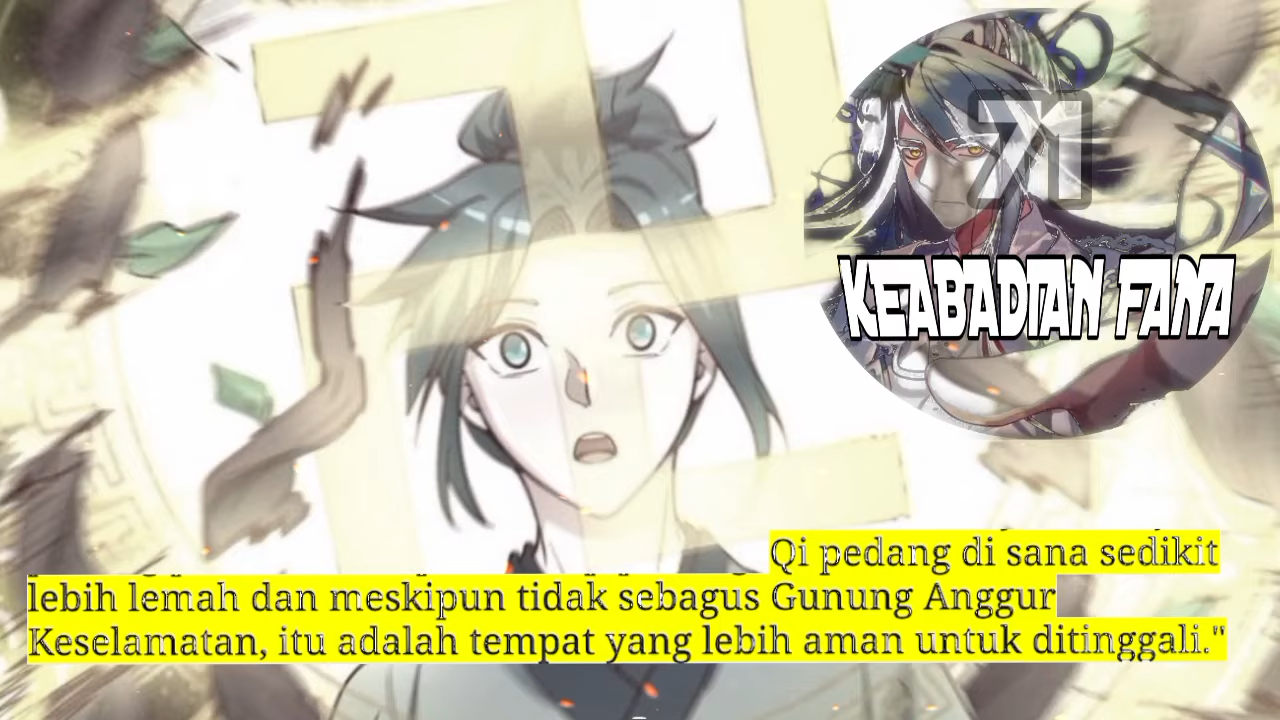 71
KEABADIAN FANA
Qi pedang di sana sedikit
lebih lemah dan meskipun tidak sebagus Gunung Anggur
Keselamatan, itu adalah tempat yang lebih aman untuk ditinggali."